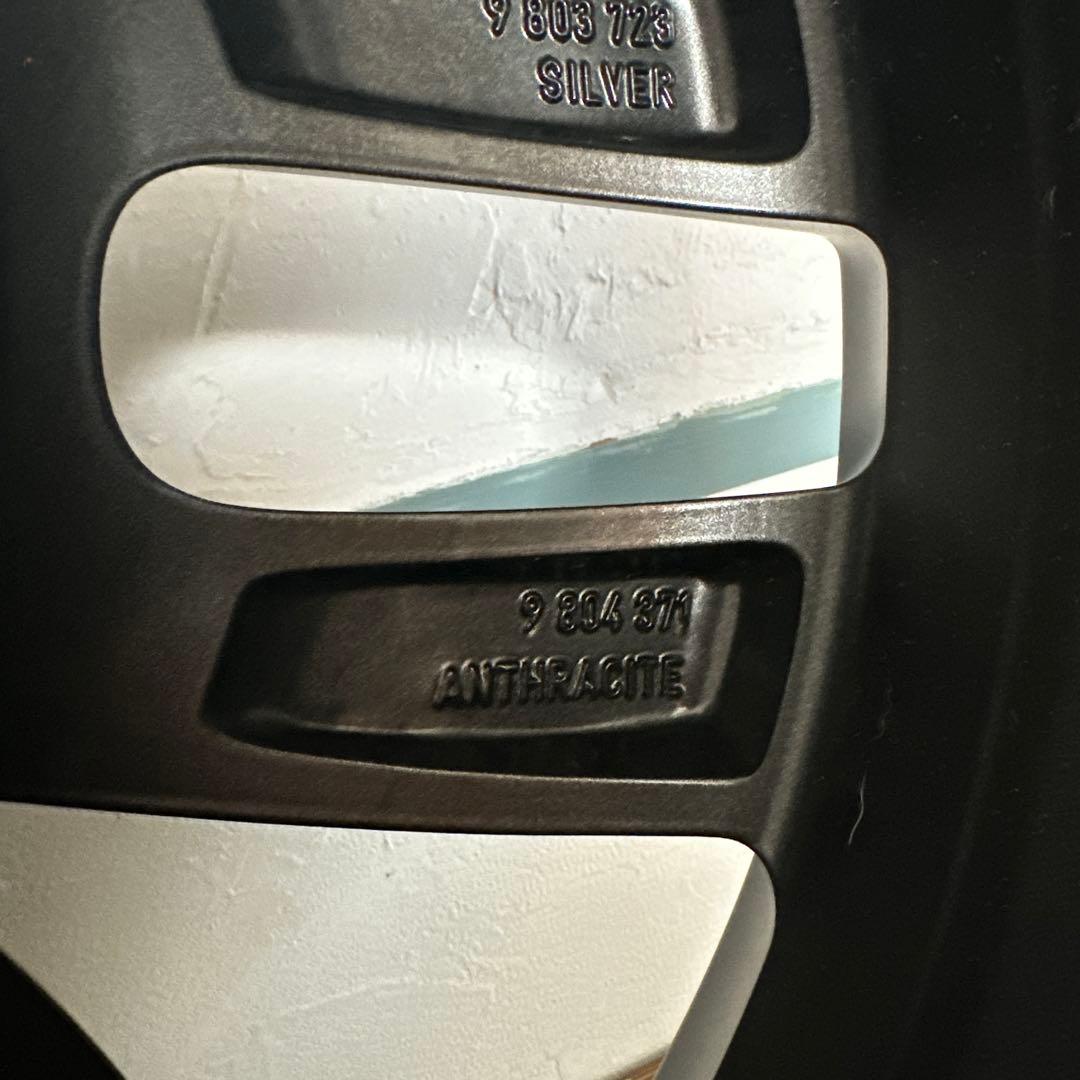 9 803 723
SILVER
9 804 371
ANTHRACITE